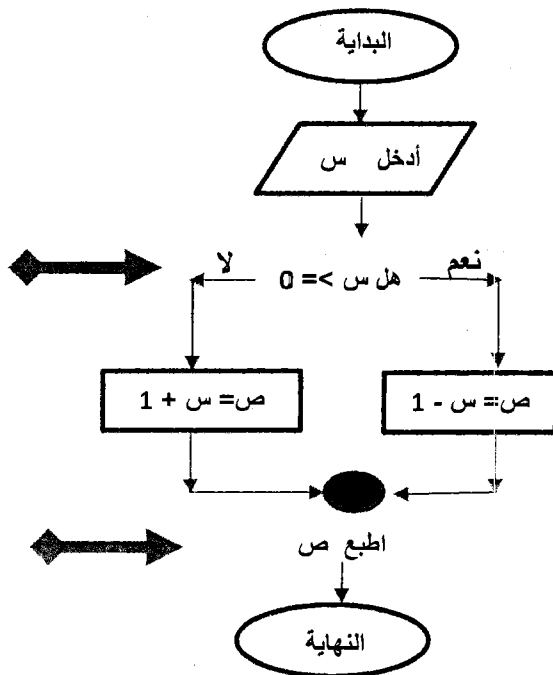 البداية
أدخل س
نعم
هل س >= 0
لا
ص= س - 1
ص= س + 1
اطبع ص
النهاية